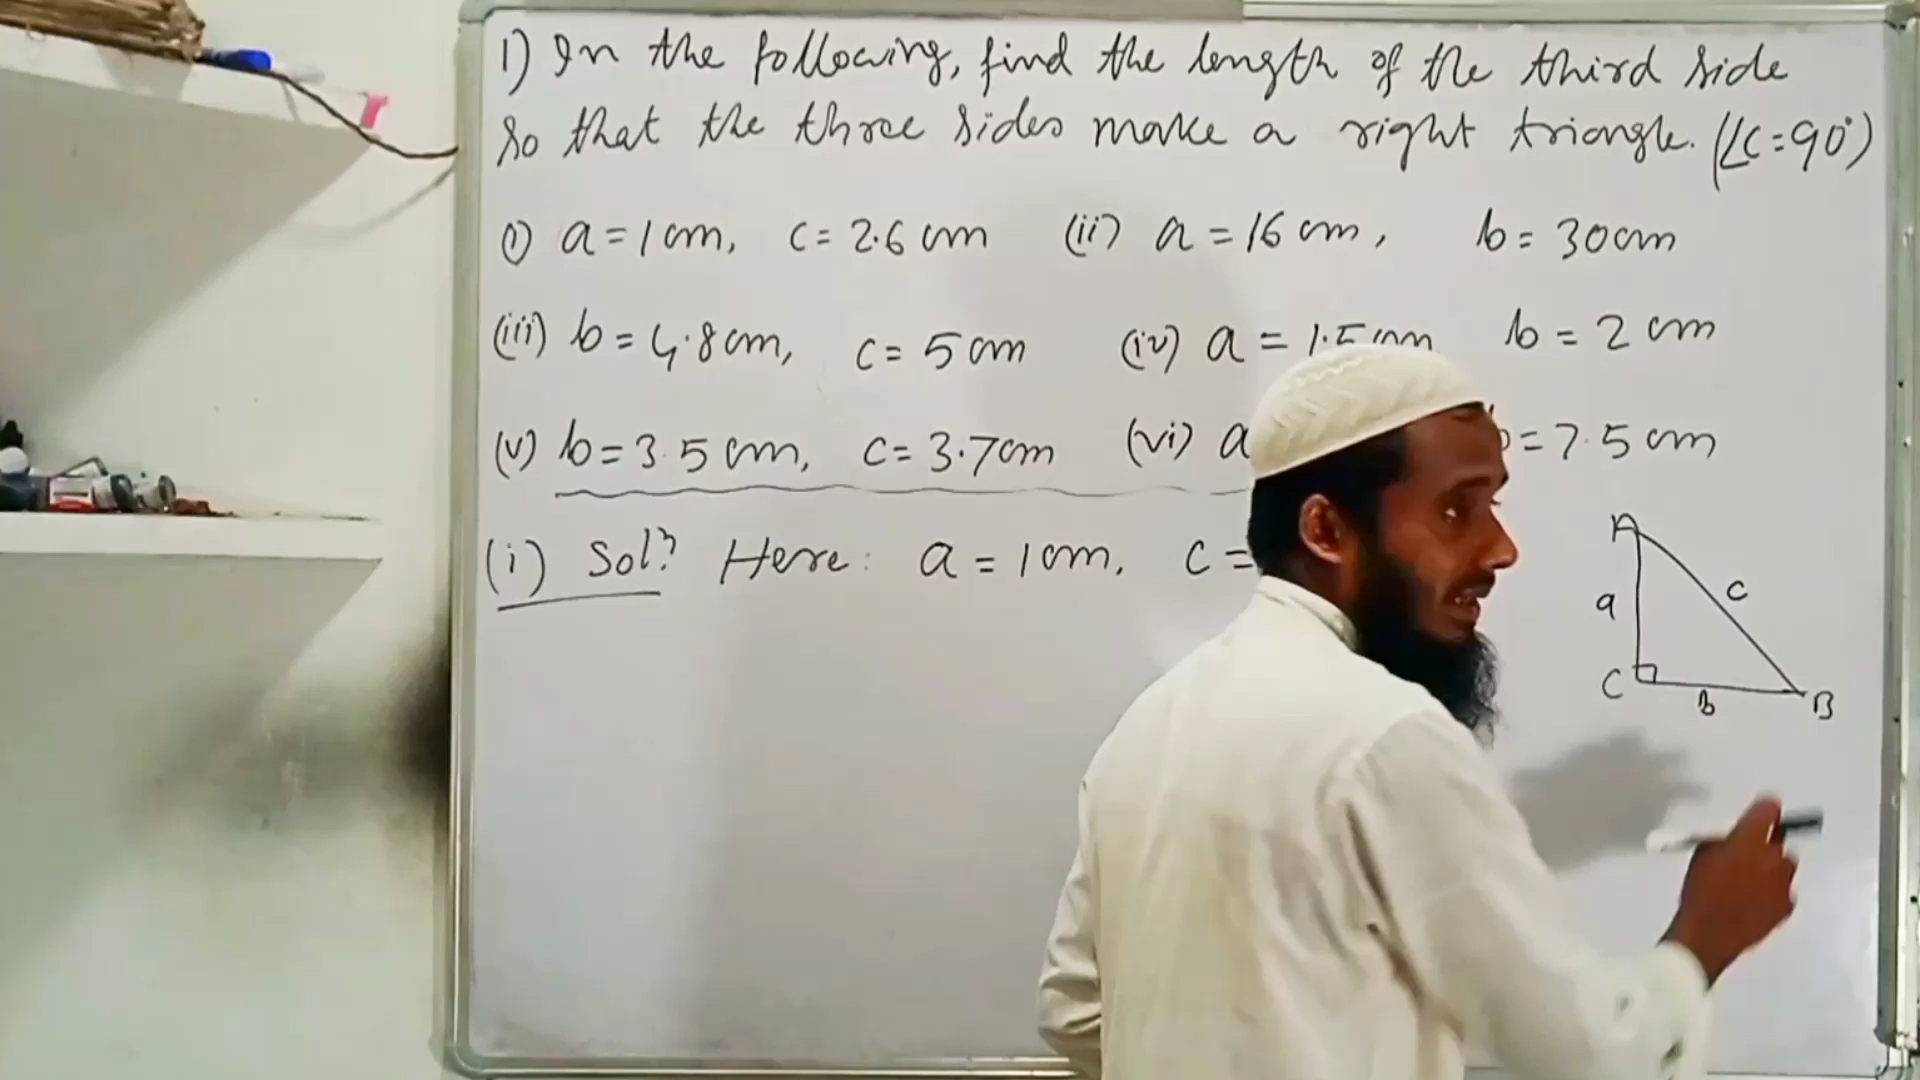 1) In the following, find the length of the third side
so that the three sides make a right triangle. (∠C=90°)
(i) a = 1 cm, c = 2.6 cm (ii) a = 16 cm, b = 30 cm
(iii) b = 4.8 cm, c = 5 cm (iv) a = 1.5 cm b = 2 cm
(v) b = 3.5 cm, c = 3.7 cm (vi) a = 7.5 cm
(i) Sol? Here: a = 1 cm, c =
A
a c
C b B